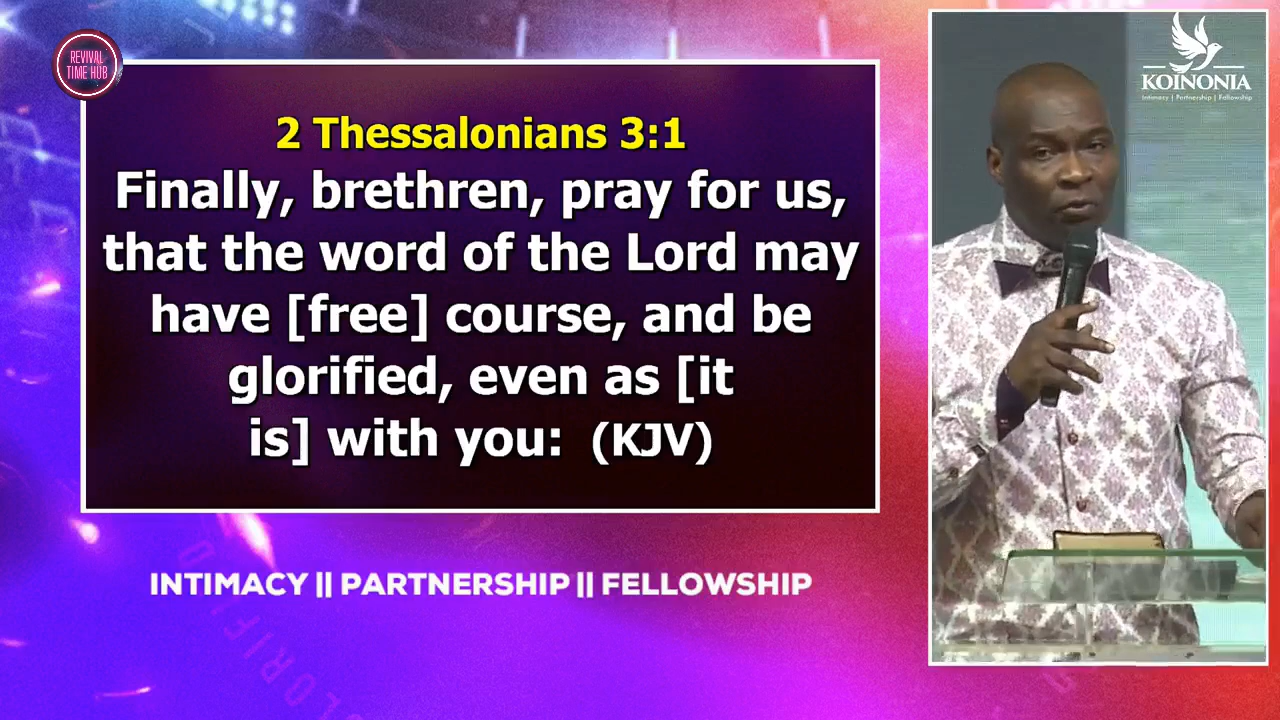 REVIVAL
TIME HUB
2 Thessalonians 3:1
Finally, brethren, pray for us,
that the word of the Lord may
have [free] course, and be
glorified, even as [it
is] with you:  (KJV)
INTIMACY || PARTNERSHIP || FELLOWSHIP
KOINONIA
Intimacy | Partnership | Fellowship